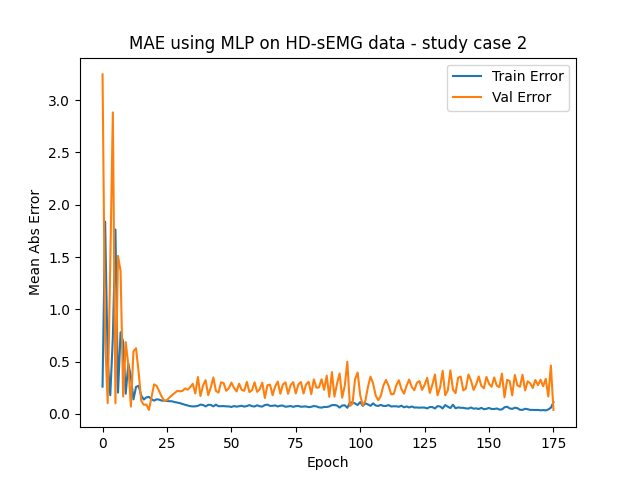 MAE using MLP on HD-sEMG data - study case 2
Train Error
Val Error
Mean Abs Error
3.0
2.5
2.0
1.5
1.0
0.5
0.0
0 25 50 75 100 125 150 175
Epoch